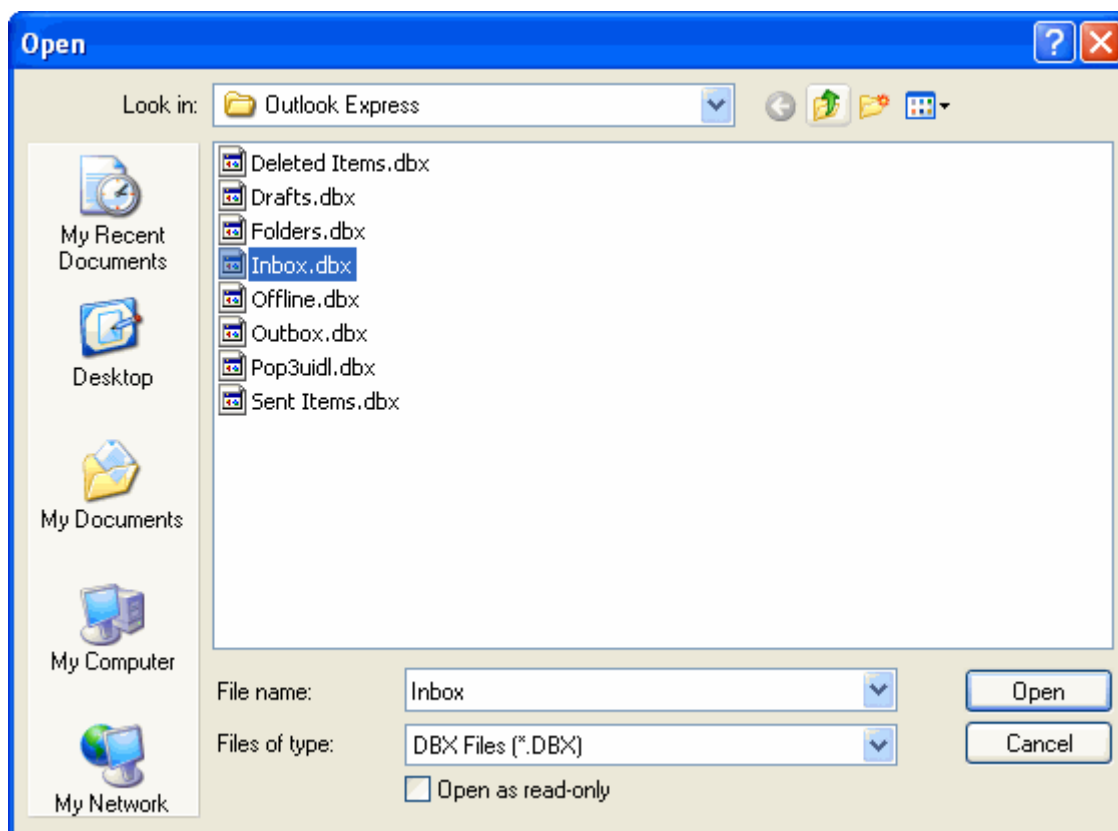 Open
Look in: Outlook Express
My Recent
Documents
Desktop
My Documents
My Computer
My Network
Deleted Items.dbx
Drafts.dbx
Folders.dbx
Inbox.dbx
Offline.dbx
Outbox.dbx
Pop3uidl.dbx
Sent Items.dbx
File name: Inbox Open
Files of type: DBX Files (*.DBX) Cancel
Open as read-only